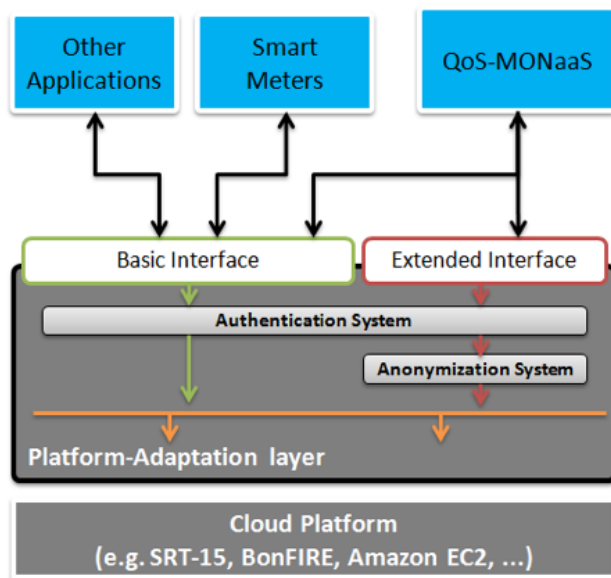 Other
Applications
Smart
Meters
QoS-MONaaS
Basic Interface
Extended Interface
Authentication System
Anonymization System
Platform-Adaptation layer
Cloud Platform
(e.g. SRT-15, BonFIRE, Amazon EC2, ...)